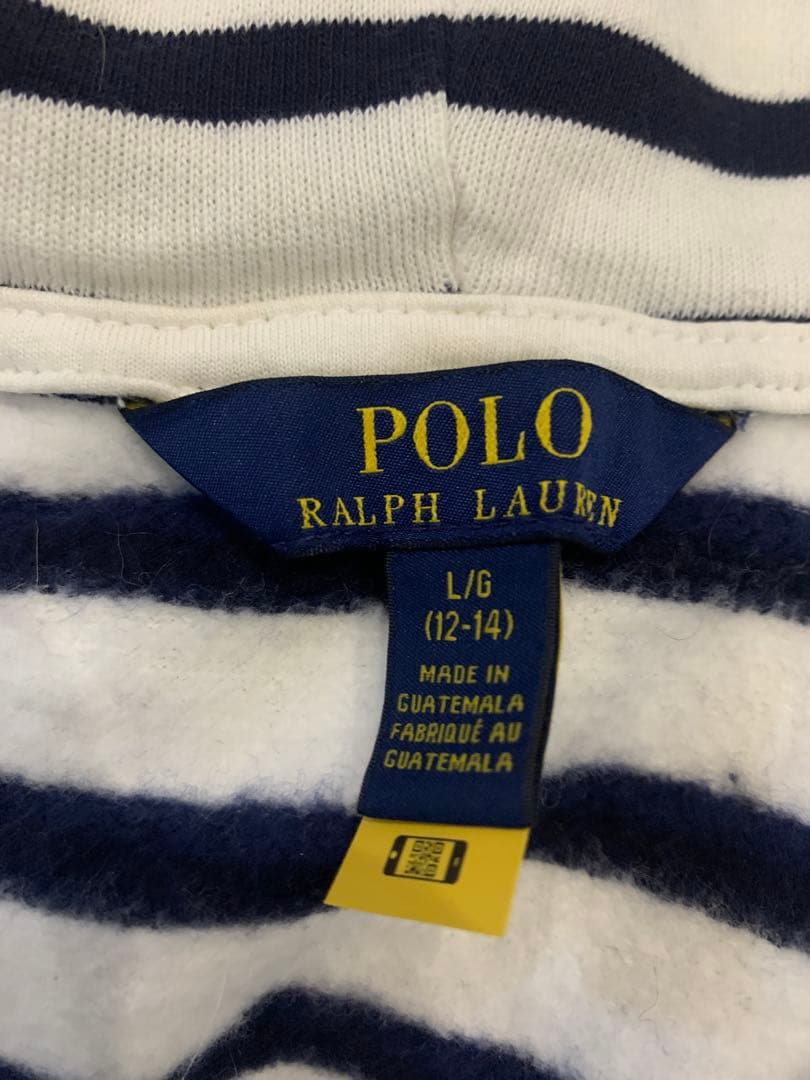 POLO
RALPH LAUREN
L/G
(12-14)
MADE IN
GUATEMALA
FABRIQUÉ AU
GUATEMALA